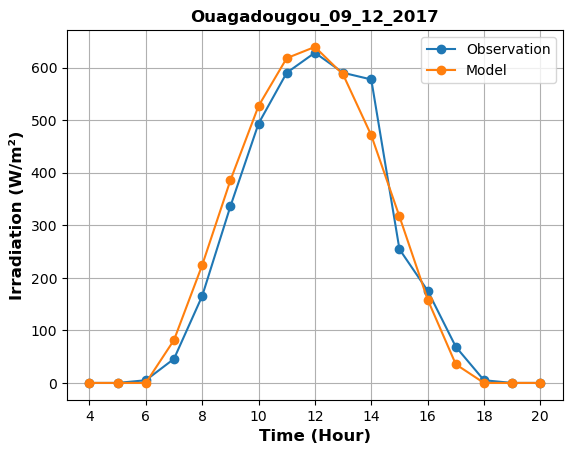 Ouagadougou_09_12_2017
Observation
Model
Irradiation (W/m²)
600
500
400
300
200
100
0
4 6 8 10 12 14 16 18 20
Time (Hour)